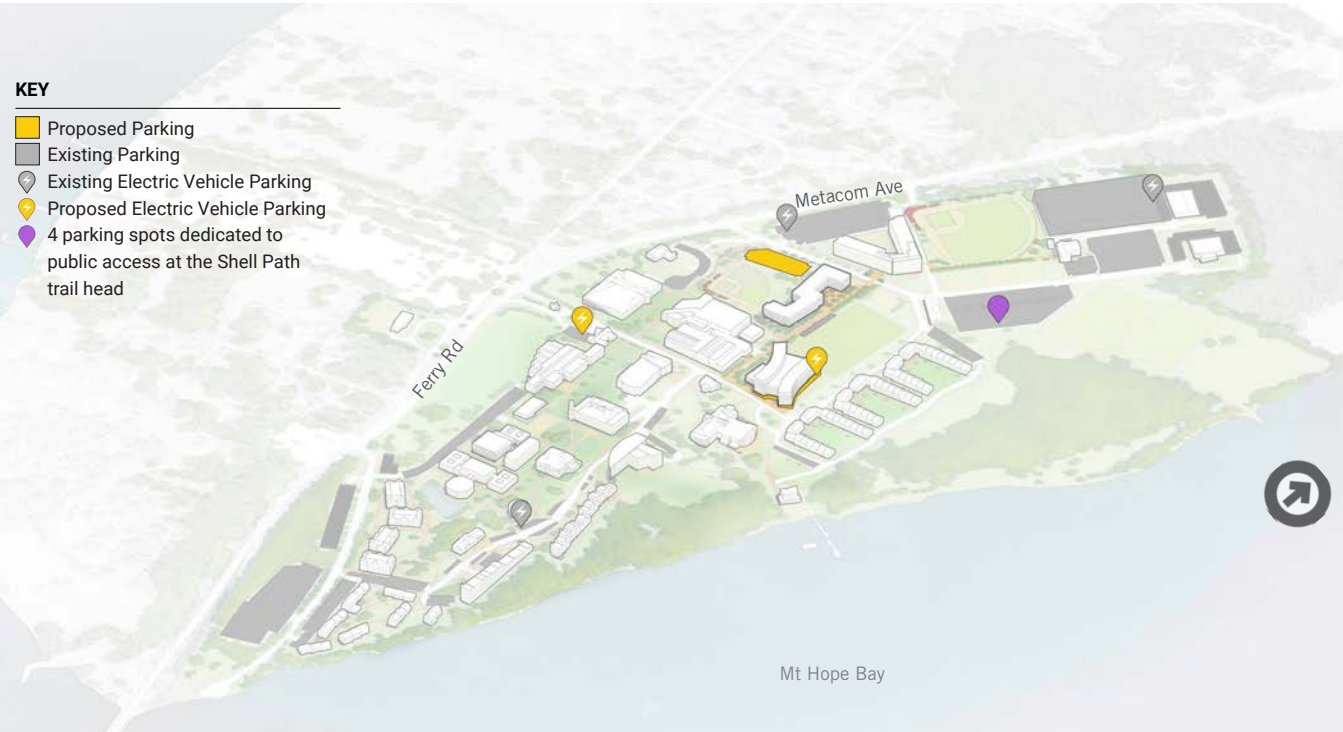 KEY
Proposed Parking
Existing Parking
Existing Electric Vehicle Parking
Proposed Electric Vehicle Parking
4 parking spots dedicated to
public access at the Shell Path
trail head
Metacom Ave
Ferry Rd
Mt Hope Bay